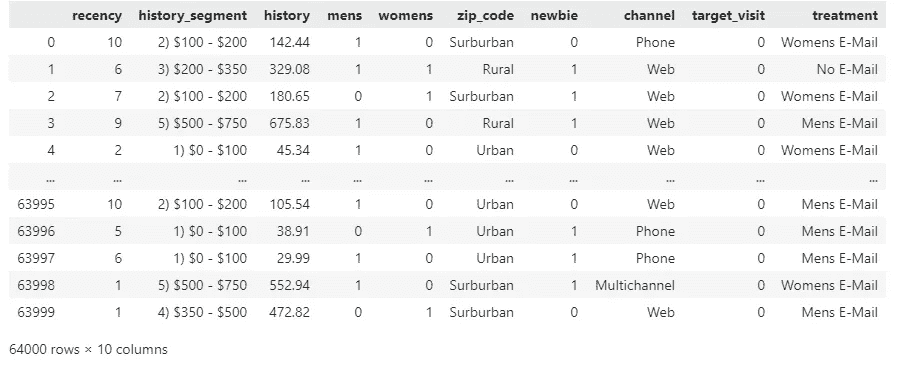 recency history_segment history mens womens zip_code newbie channel target_visit treatment
0 10 2) $100 - $200 142.44 1 0 Surburban 0 Phone 0 Womens E-Mail
1 6 3) $200 - $350 329.08 1 1 Rural 1 Web 0 No E-Mail
2 7 2) $100 - $200 180.65 0 1 Surburban 1 Web 0 Womens E-Mail
3 9 5) $500 - $750 675.83 1 0 Rural 1 Web 0 Mens E-Mail
4 2 1) $0 - $100 45.34 1 0 Urban 0 Web 0 Womens E-Mail
... ... ... ... ... ... ... ... ... ... ...
63995 10 2) $100 - $200 105.54 1 0 Urban 0 Web 0 Mens E-Mail
63996 5 1) $0 - $100 38.91 0 1 Urban 1 Phone 0 Mens E-Mail
63997 6 1) $0 - $100 29.99 1 0 Urban 1 Phone 0 Mens E-Mail
63998 1 5) $500 - $750 552.94 1 0 Surburban 1 Multichannel 0 Womens E-Mail
63999 1 4) $350 - $500 472.82 0 1 Surburban 0 Web 0 Mens E-Mail
64000 rows × 10 columns